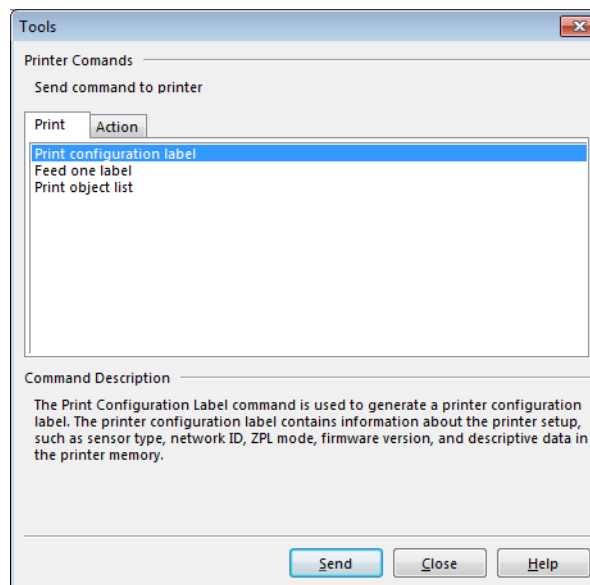 Tools
Printer Comands
Send command to printer
Print
Action
Print configuration label
Feed one label
Print object list
Command Description
The Print Configuration Label command is used to generate a printer configuration
label. The printer configuration label contains information about the printer setup,
such as sensor type, network ID, ZPL mode, firmware version, and descriptive data in
the printer memory.
Send
Close
Help